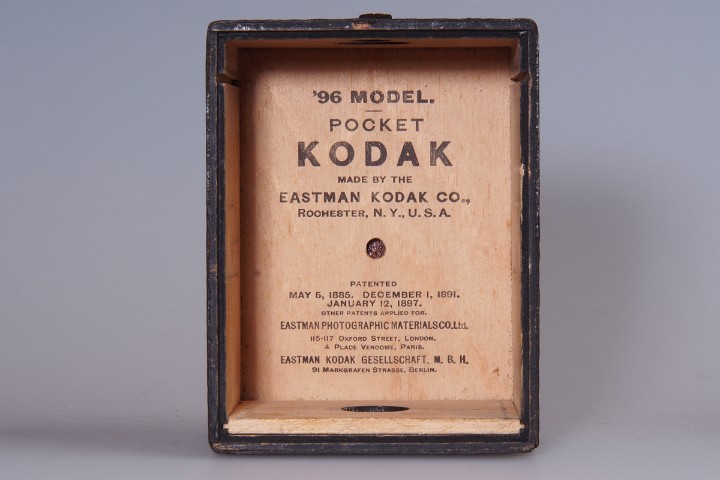 '96 MODEL.
POCKET
KODAK
MADE BY THE
EASTMAN KODAK CO.,
ROCHESTER, N. Y., U. S. A.
PATENTED
MAY 5, 1885. DECEMBER 1, 1891.
JANUARY 12, 1897.
OTHER PATENTS APPLIED FOR.
EASTMAN PHOTOGRAPHIC MATERIALS CO., Ltd.
115-117 OXFORD STREET, LONDON.
4 PLACE VENDOME, PARIS.
EASTMAN KODAK GESELLSCHAFT, M. B. H.
91 MARKGRAFEN STRASSE, BERLIN.